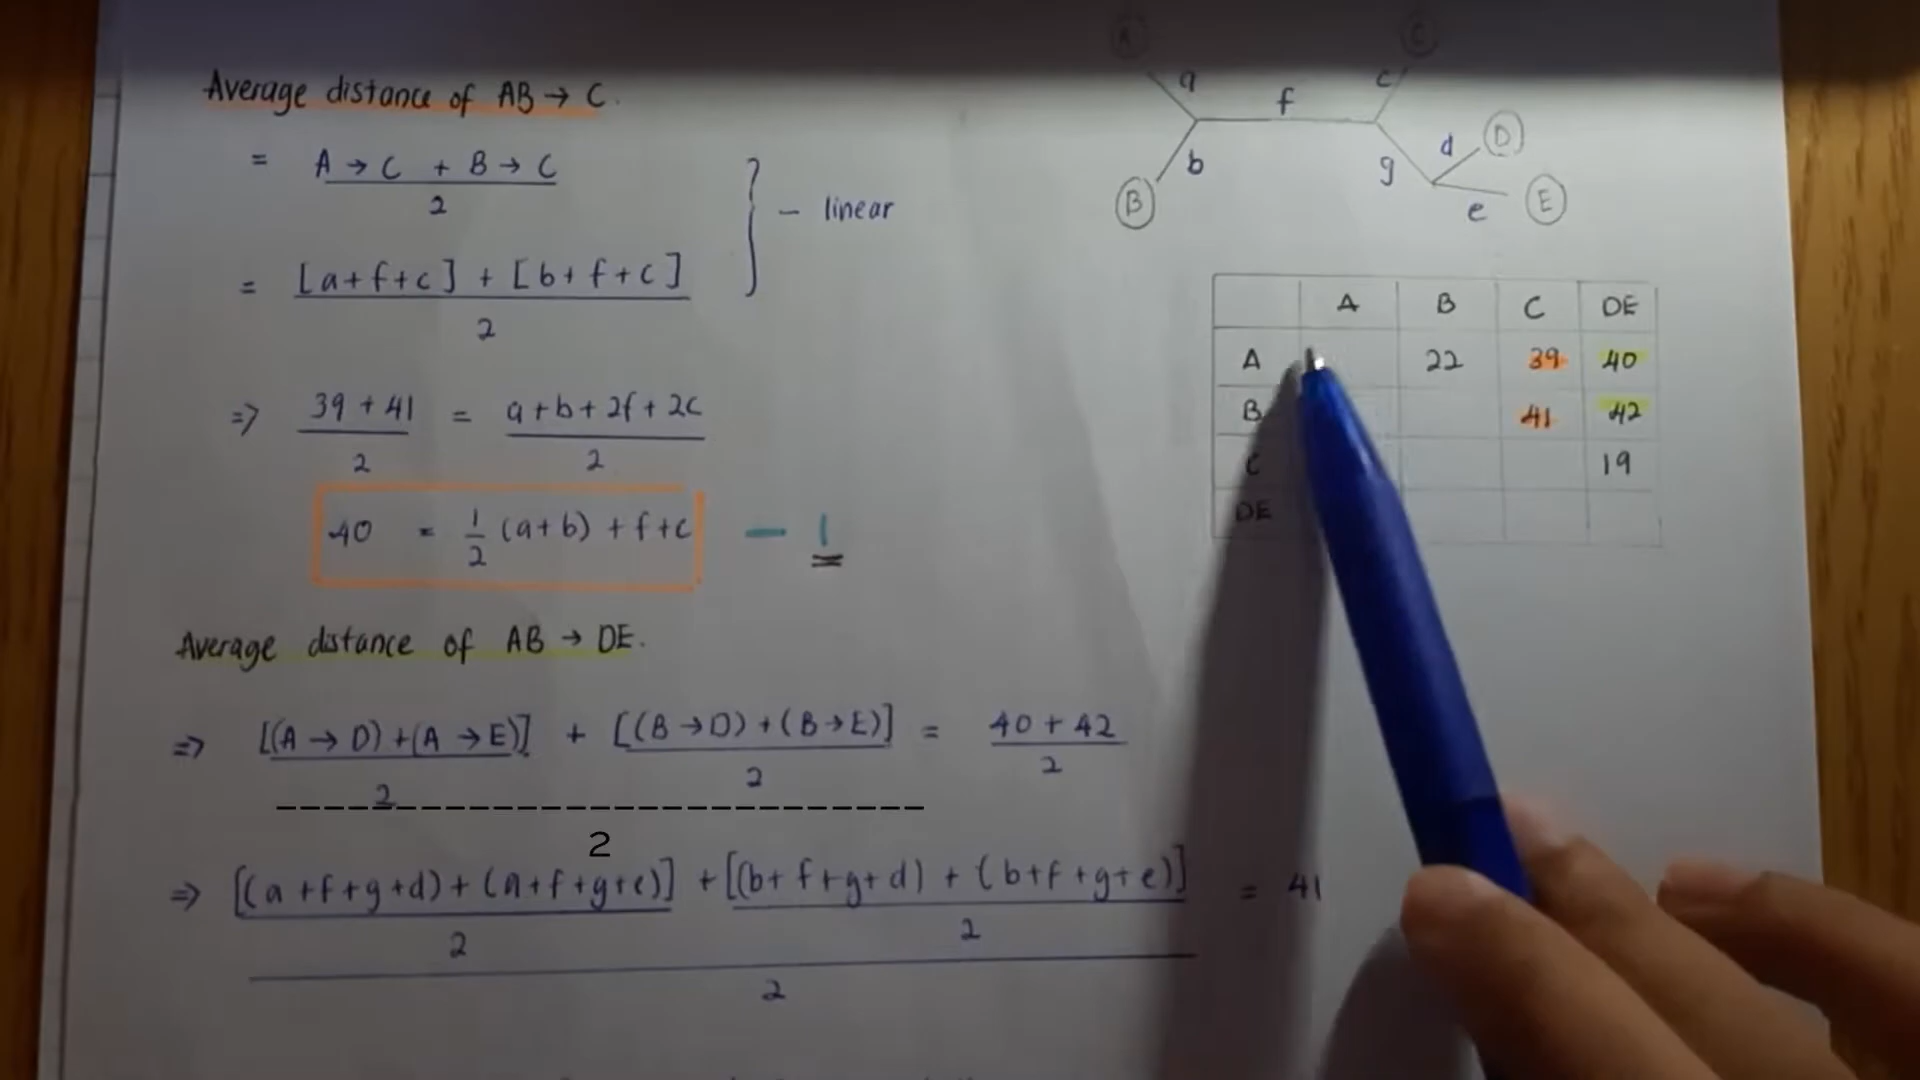 Average distance of AB → C.
= A → C + B → C
2
= [a+f+c] + [b+f+c]
2
} - linear
=> 39 + 41 = a+b+2f+2c
2 2
40 = 1/2 (a+b) + f+c — 1
Average distance of AB → DE.
=> [(A → D)+(A → E)] + [(B → D)+(B → E)] = 40 + 42
2 2 2
2
=> [(a+f+g+d)+(a+f+g+e)] + [(b+f+g+d) + (b+f+g+e)] = 41
2 2
2
A C
a f c
B b g d D
e E
A B C DE
A 22 39 40
B 41 42
C 19
DE